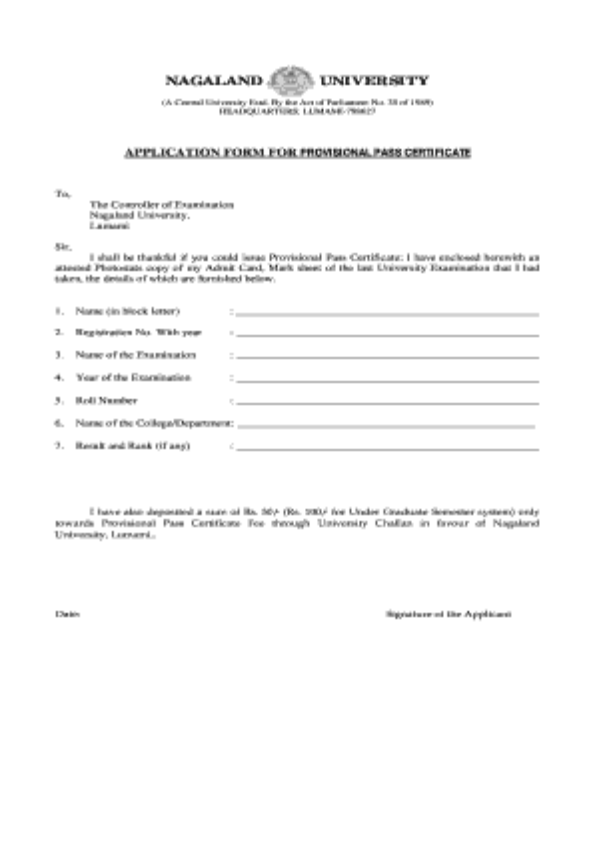 NAGALAND UNIVERSITY
(A Central University Estd. By the Act of Parliament No. 35 of 1989)
HEADQUARTERS: LUMAMI-798627
APPLICATION FORM FOR PROVISIONAL PASS CERTIFICATE
To,
The Controller of Examination
Nagaland University,
Lumami
Sir,
I shall be thankful if you could issue Provisional Pass Certificate: I have enclosed herewith an
attested Photostats copy of my Admit Card, Mark sheet of the last University Examination that I had
taken, the details of which are furnished below.
1. Name (in block letter) :
2. Registration No. With year :
3. Name of the Examination :
4. Year of the Examination :
5. Roll Number :
6. Name of the College/Department:
7. Result and Rank (if any) :
I have also deposited a sum of Rs. 50/- (Rs. 100/- for Under Graduate Semester system) only
towards Provisional Pass Certificate Fee through University Challan in favour of Nagaland
University, Lumami.
Date: Signature of the Applicant